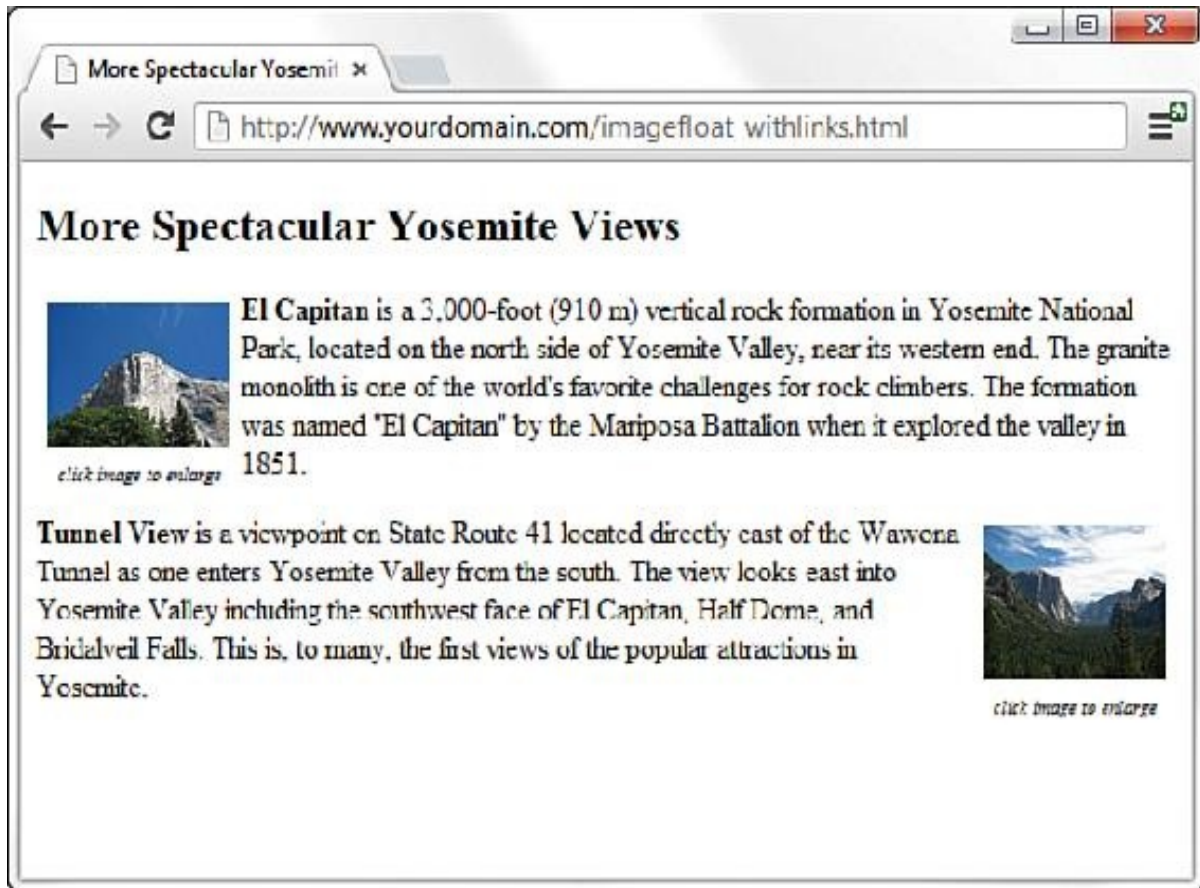 More Spectacular Yosemit
http://www.yourdomain.com/imagefloat withlinks.html
More Spectacular Yosemite Views
El Capitan is a 3,000-foot (910 m) vertical rock formation in Yosemite National
Park, located on the north side of Yosemite Valley, near its western end. The granite
monolith is one of the world's favorite challenges for rock climbers. The formation
was named "El Capitan" by the Mariposa Battalion when it explored the valley in
1851.
click image to enlarge
Tunnel View is a viewpoint on State Route 41 located directly east of the Wawona
Tunnel as one enters Yosemite Valley from the south. The view looks east into
Yosemite Valley including the southwest face of El Capitan, Half Dome, and
Bridalveil Falls. This is, to many, the first views of the popular attractions in
Yosemite.
click image to enlarge